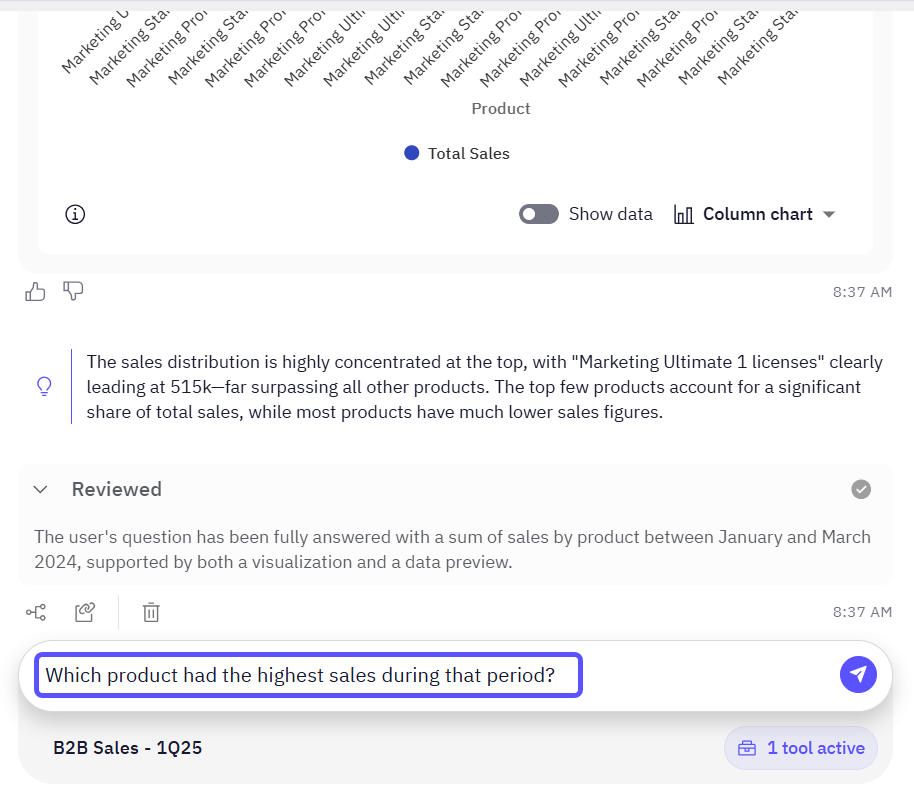 Marketing U
Marketing Sta
Marketing Pro
Marketing Sta
Marketing Pro
Marketing Pro
Marketing Ulti
Marketing Ulti
Marketing Sta
Marketing Sta
Marketing Pro
Marketing Pro
Marketing Ulti
Marketing Pro
Marketing Sta
Marketing Pro
Marketing Sta
Marketing Sta
Product
Total Sales
Show data
Column chart
8:37 AM
The sales distribution is highly concentrated at the top, with "Marketing Ultimate 1 licenses" clearly
leading at 515k—far surpassing all other products. The top few products account for a significant
share of total sales, while most products have much lower sales figures.
Reviewed
The user's question has been fully answered with a sum of sales by product between January and March
2024, supported by both a visualization and a data preview.
8:37 AM
Which product had the highest sales during that period?
B2B Sales - 1Q25
1 tool active